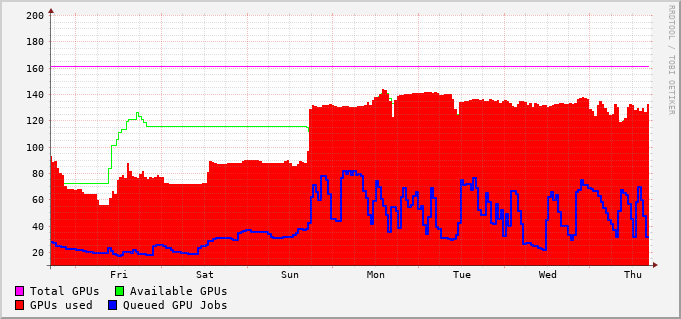 RRDTOOL / TOBI OETIKER
200
180
160
140
120
100
80
60
40
20
Fri Sat Sun Mon Tue Wed Thu
Total GPUs Available GPUs
GPUs used Queued GPU Jobs